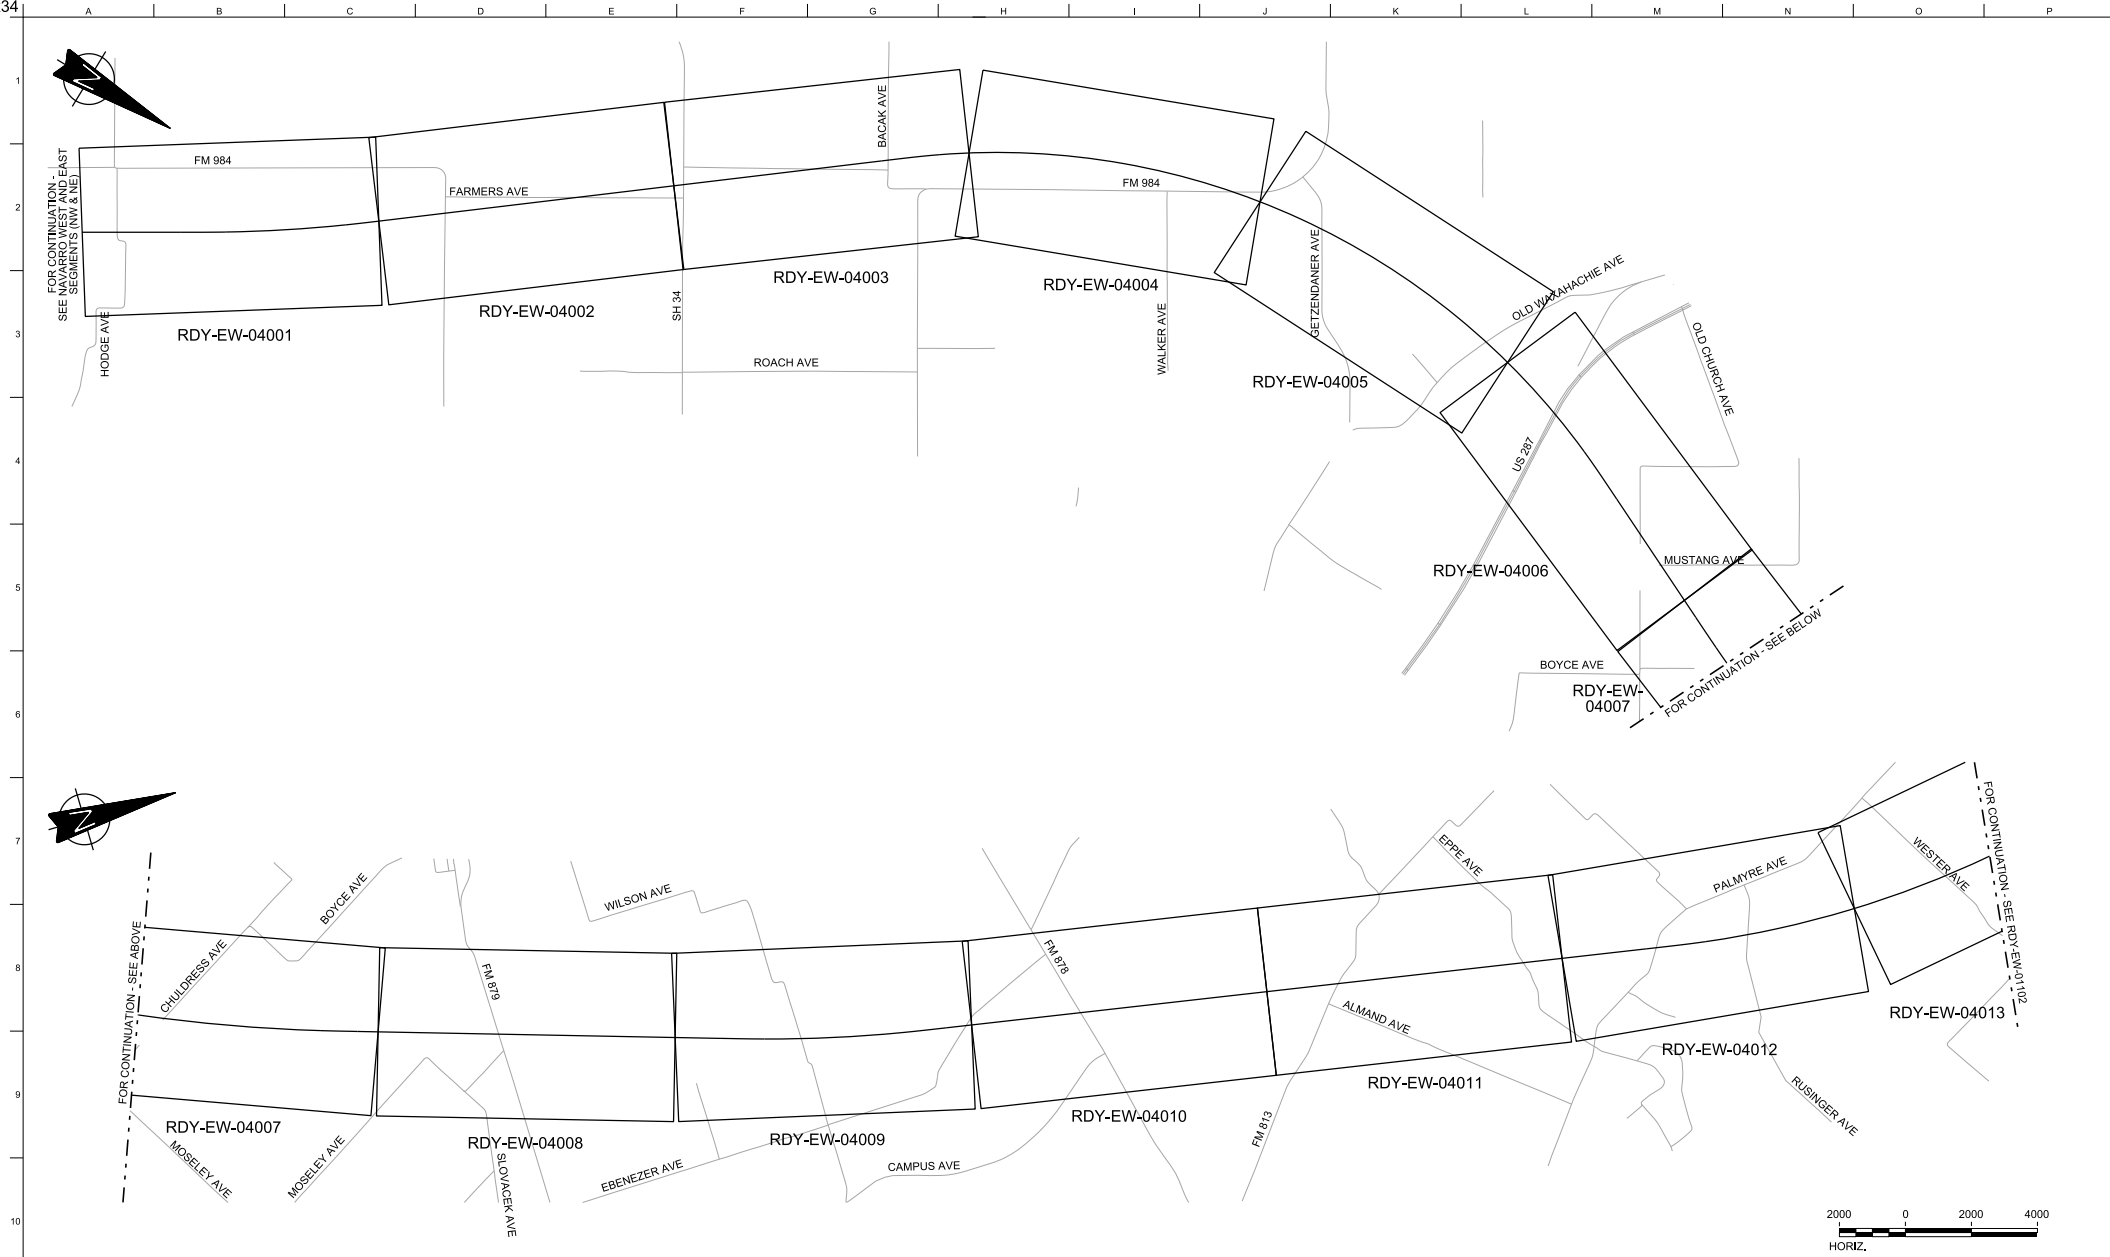 34
A B C D E F G H I J K L M N O P
1
2
3
4
5
6
7
8
9
10
N
FOR CONTINUATION -
SEE NAVARRO WEST AND EAST
SEGMENTS (NW & NE)
FM 984
HODGE AVE
RDY-EW-04001
FARMERS AVE
RDY-EW-04002
SH 34
BACAK AVE
RDY-EW-04003
ROACH AVE
FM 984
RDY-EW-04004
WALKER AVE
GETZENDANER AVE
RDY-EW-04005
OLD WAXAHACHIE AVE
OLD CHURCH AVE
US 287
RDY-EW-04006
MUSTANG AVE
BOYCE AVE
RDY-EW-
04007
FOR CONTINUATION - SEE BELOW
N
FOR CONTINUATION - SEE ABOVE
CHULDRESS AVE
BOYCE AVE
RDY-EW-04007
MOSELEY AVE
MOSELEY AVE
FM 879
RDY-EW-04008
SLOVACEK AVE
WILSON AVE
EBENEZER AVE
RDY-EW-04009
CAMPUS AVE
FM 878
RDY-EW-04010
FM 813
ALMAND AVE
EPPE AVE
RDY-EW-04011
PALMYRE AVE
RDY-EW-04012
RUSINGER AVE
WESTER AVE
RDY-EW-04013
FOR CONTINUATION - SEE RDY-EW-01102
2000 0 2000 4000
HORIZ.